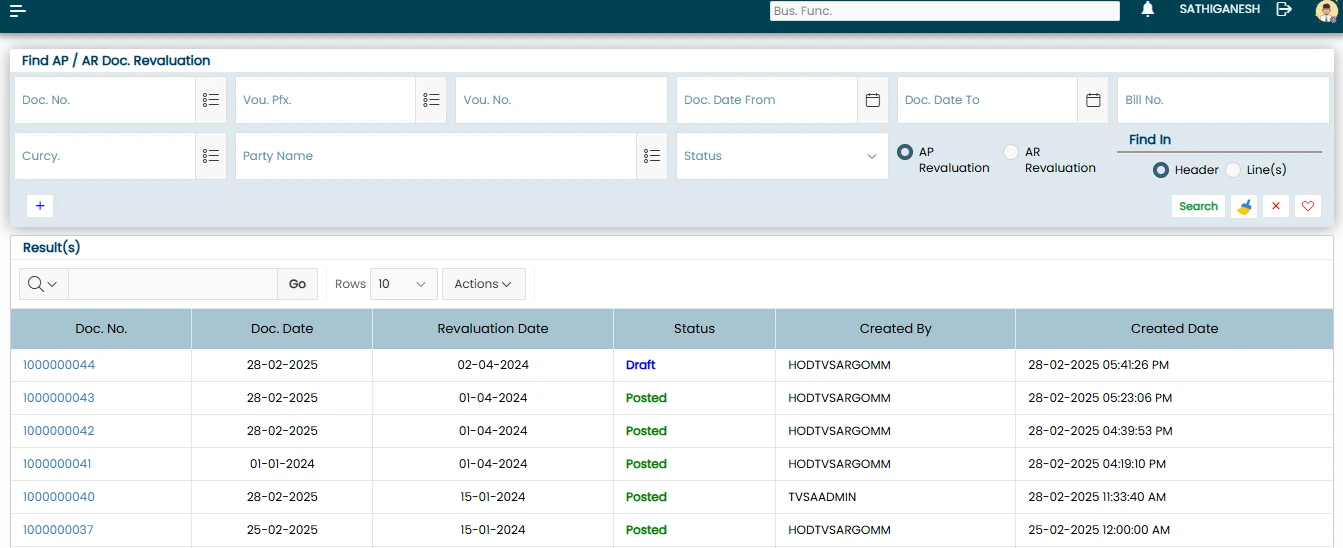 Bus. Func. SATHIGANESH
Find AP / AR Doc. Revaluation
Doc. No. Vou. Pfx. Vou. No. Doc. Date From Doc. Date To Bill No.
Curcy. Party Name Status AP Revaluation AR Revaluation Find In
Header Line(s)
+ Search
Result(s)
Go Rows 10 Actions
Doc. No. Doc. Date Revaluation Date Status Created By Created Date
1000000044 28-02-2025 02-04-2024 Draft HODTVSARGOMM 28-02-2025 05:41:26 PM
1000000043 28-02-2025 01-04-2024 Posted HODTVSARGOMM 28-02-2025 05:23:06 PM
1000000042 28-02-2025 01-04-2024 Posted HODTVSARGOMM 28-02-2025 04:39:53 PM
1000000041 01-01-2024 01-04-2024 Posted HODTVSARGOMM 28-02-2025 04:19:10 PM
1000000040 28-02-2025 15-01-2024 Posted TVSAADMIN 28-02-2025 11:33:40 AM
1000000037 25-02-2025 15-01-2024 Posted HODTVSARGOMM 25-02-2025 12:00:00 AM